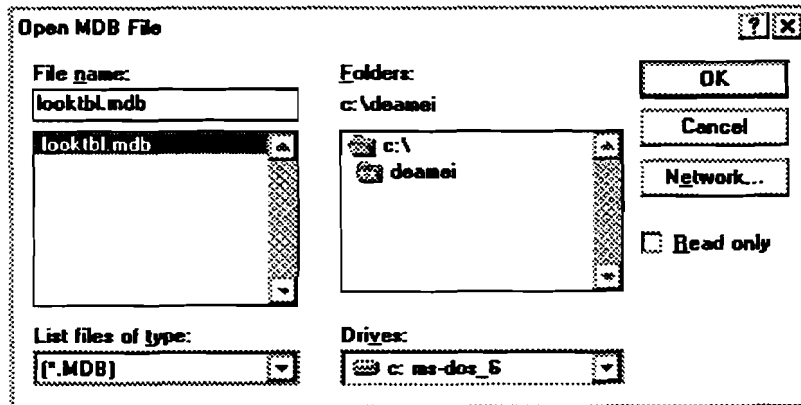 Open MDB File
? X
File name:
looktbl.mdb
looktbl.mdb
List files of type:
(*.MDB)
Folders:
c:\deamei
c:\
deamei
Drives:
c: ms-dos_6
OK
Cancel
Network...
Read only